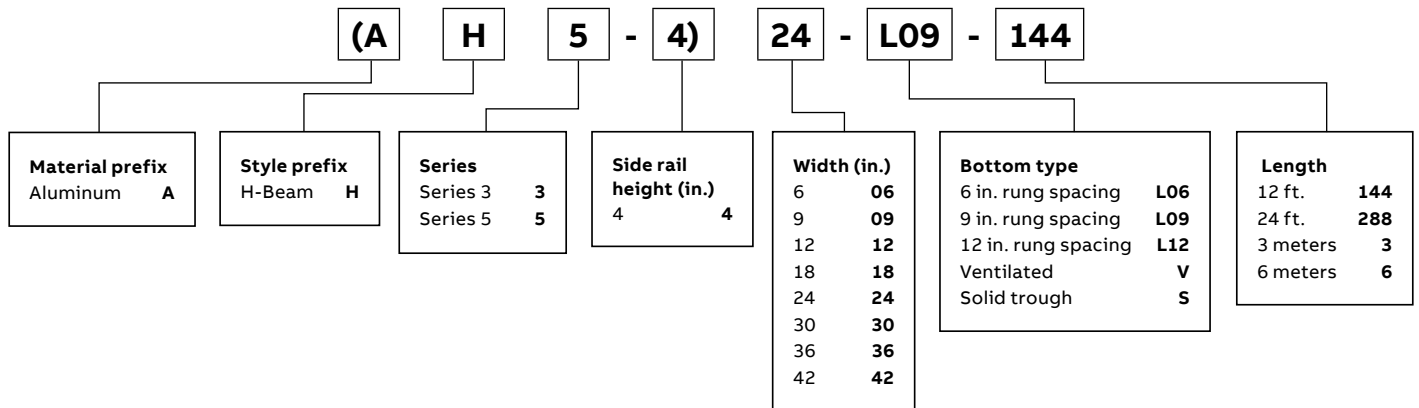 (A H 5 - 4) 24 - L09 - 144
Material prefix
Aluminum A
Style prefix
H-Beam H
Series
Series 3 3
Series 5 5
Side rail
height (in.)
4 4
Width (in.)
6 06
9 09
12 12
18 18
24 24
30 30
36 36
42 42
Bottom type
6 in. rung spacing L06
9 in. rung spacing L09
12 in. rung spacing L12
Ventilated V
Solid trough S
Length
12 ft. 144
24 ft. 288
3 meters 3
6 meters 6